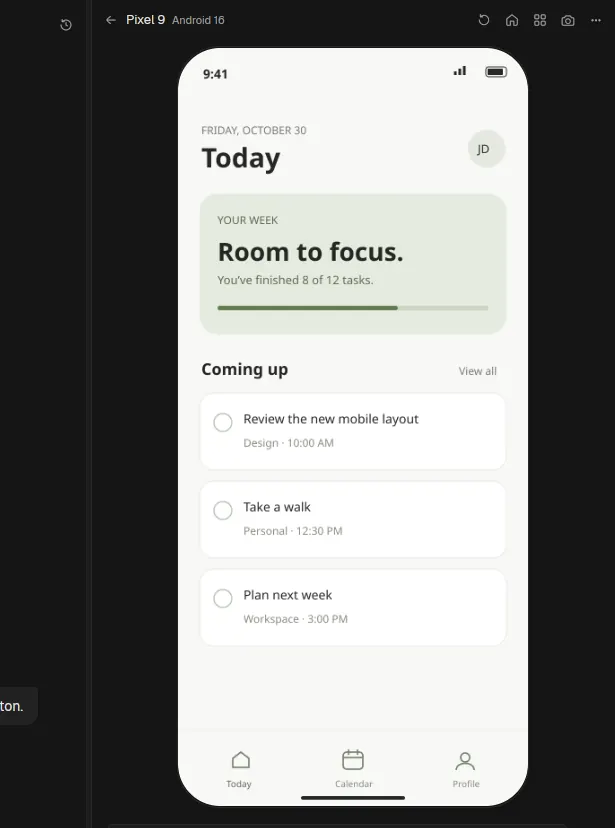 Pixel 9 Android 16
9:41
FRIDAY, OCTOBER 30
Today
JD
YOUR WEEK
Room to focus.
You've finished 8 of 12 tasks.
Coming up
View all
Review the new mobile layout
Design · 10:00 AM
Take a walk
Personal · 12:30 PM
Plan next week
Workspace · 3:00 PM
ton.
Today
Calendar
Profile